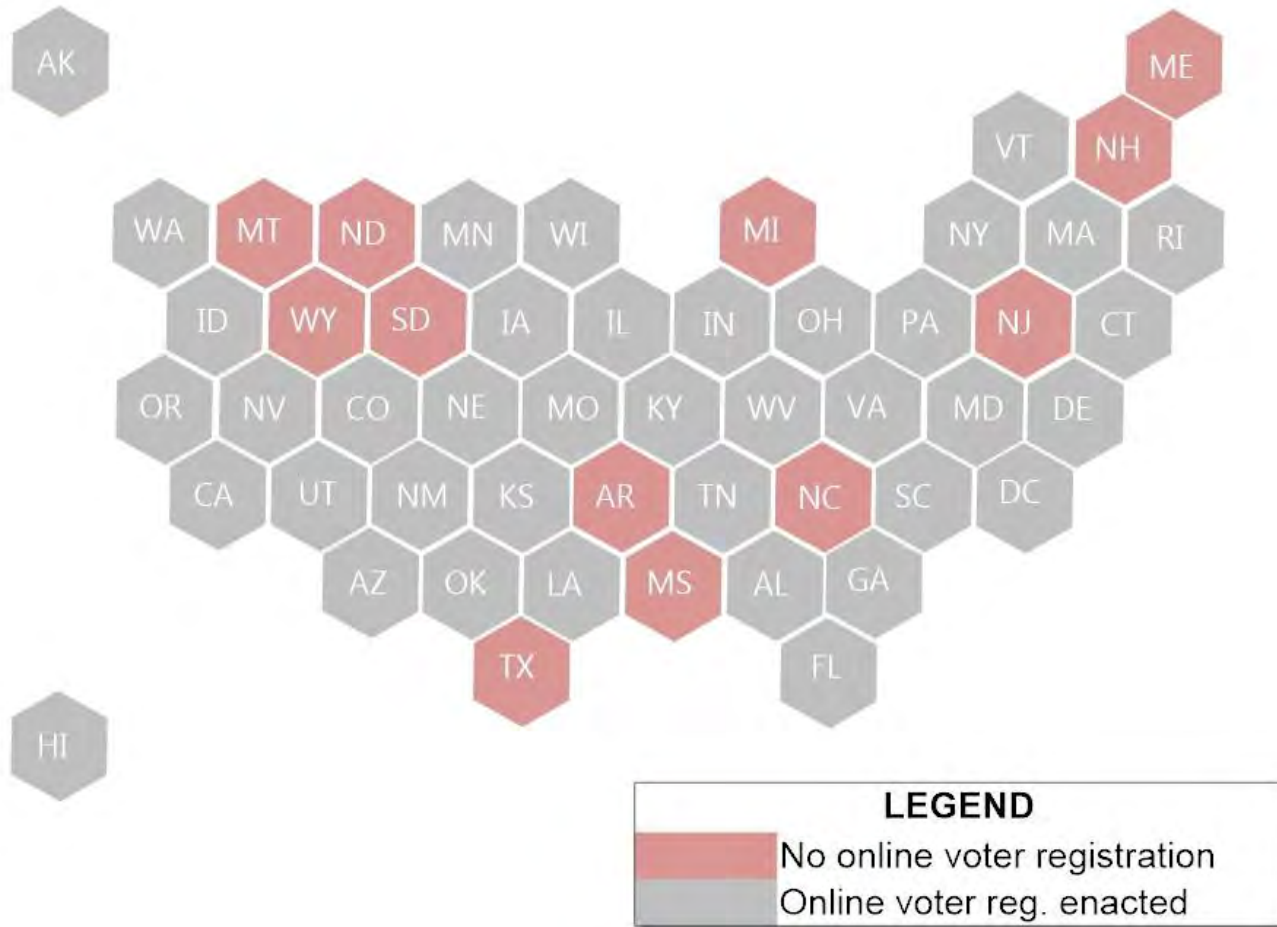 AK
ME
VT NH
WA MT ND MN WI MI NY MA RI
ID WY SD IA IL IN OH PA NJ CT
OR NV CO NE MO KY WV VA MD DE
CA UT NM KS AR TN NC SC DC
AZ OK LA MS AL GA
TX FL
HI
LEGEND
No online voter registration
Online voter reg. enacted